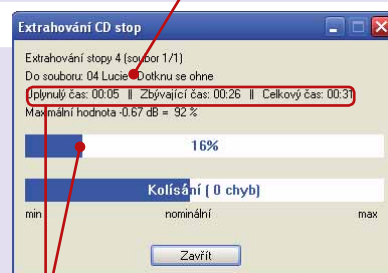 Extrahování CD stop
Extrahování stopy 4 (soubor 1/1)
Do souboru: 04 Lucie - Dotknu se ohne
Uplynulý čas: 00:05 || Zbývající čas: 00:26 || Celkový čas: 00:31
Maximální hodnota -0.67 dB = 92 %
16%
Kolísání ( 0 chyb)
min nominální max
Zavřít